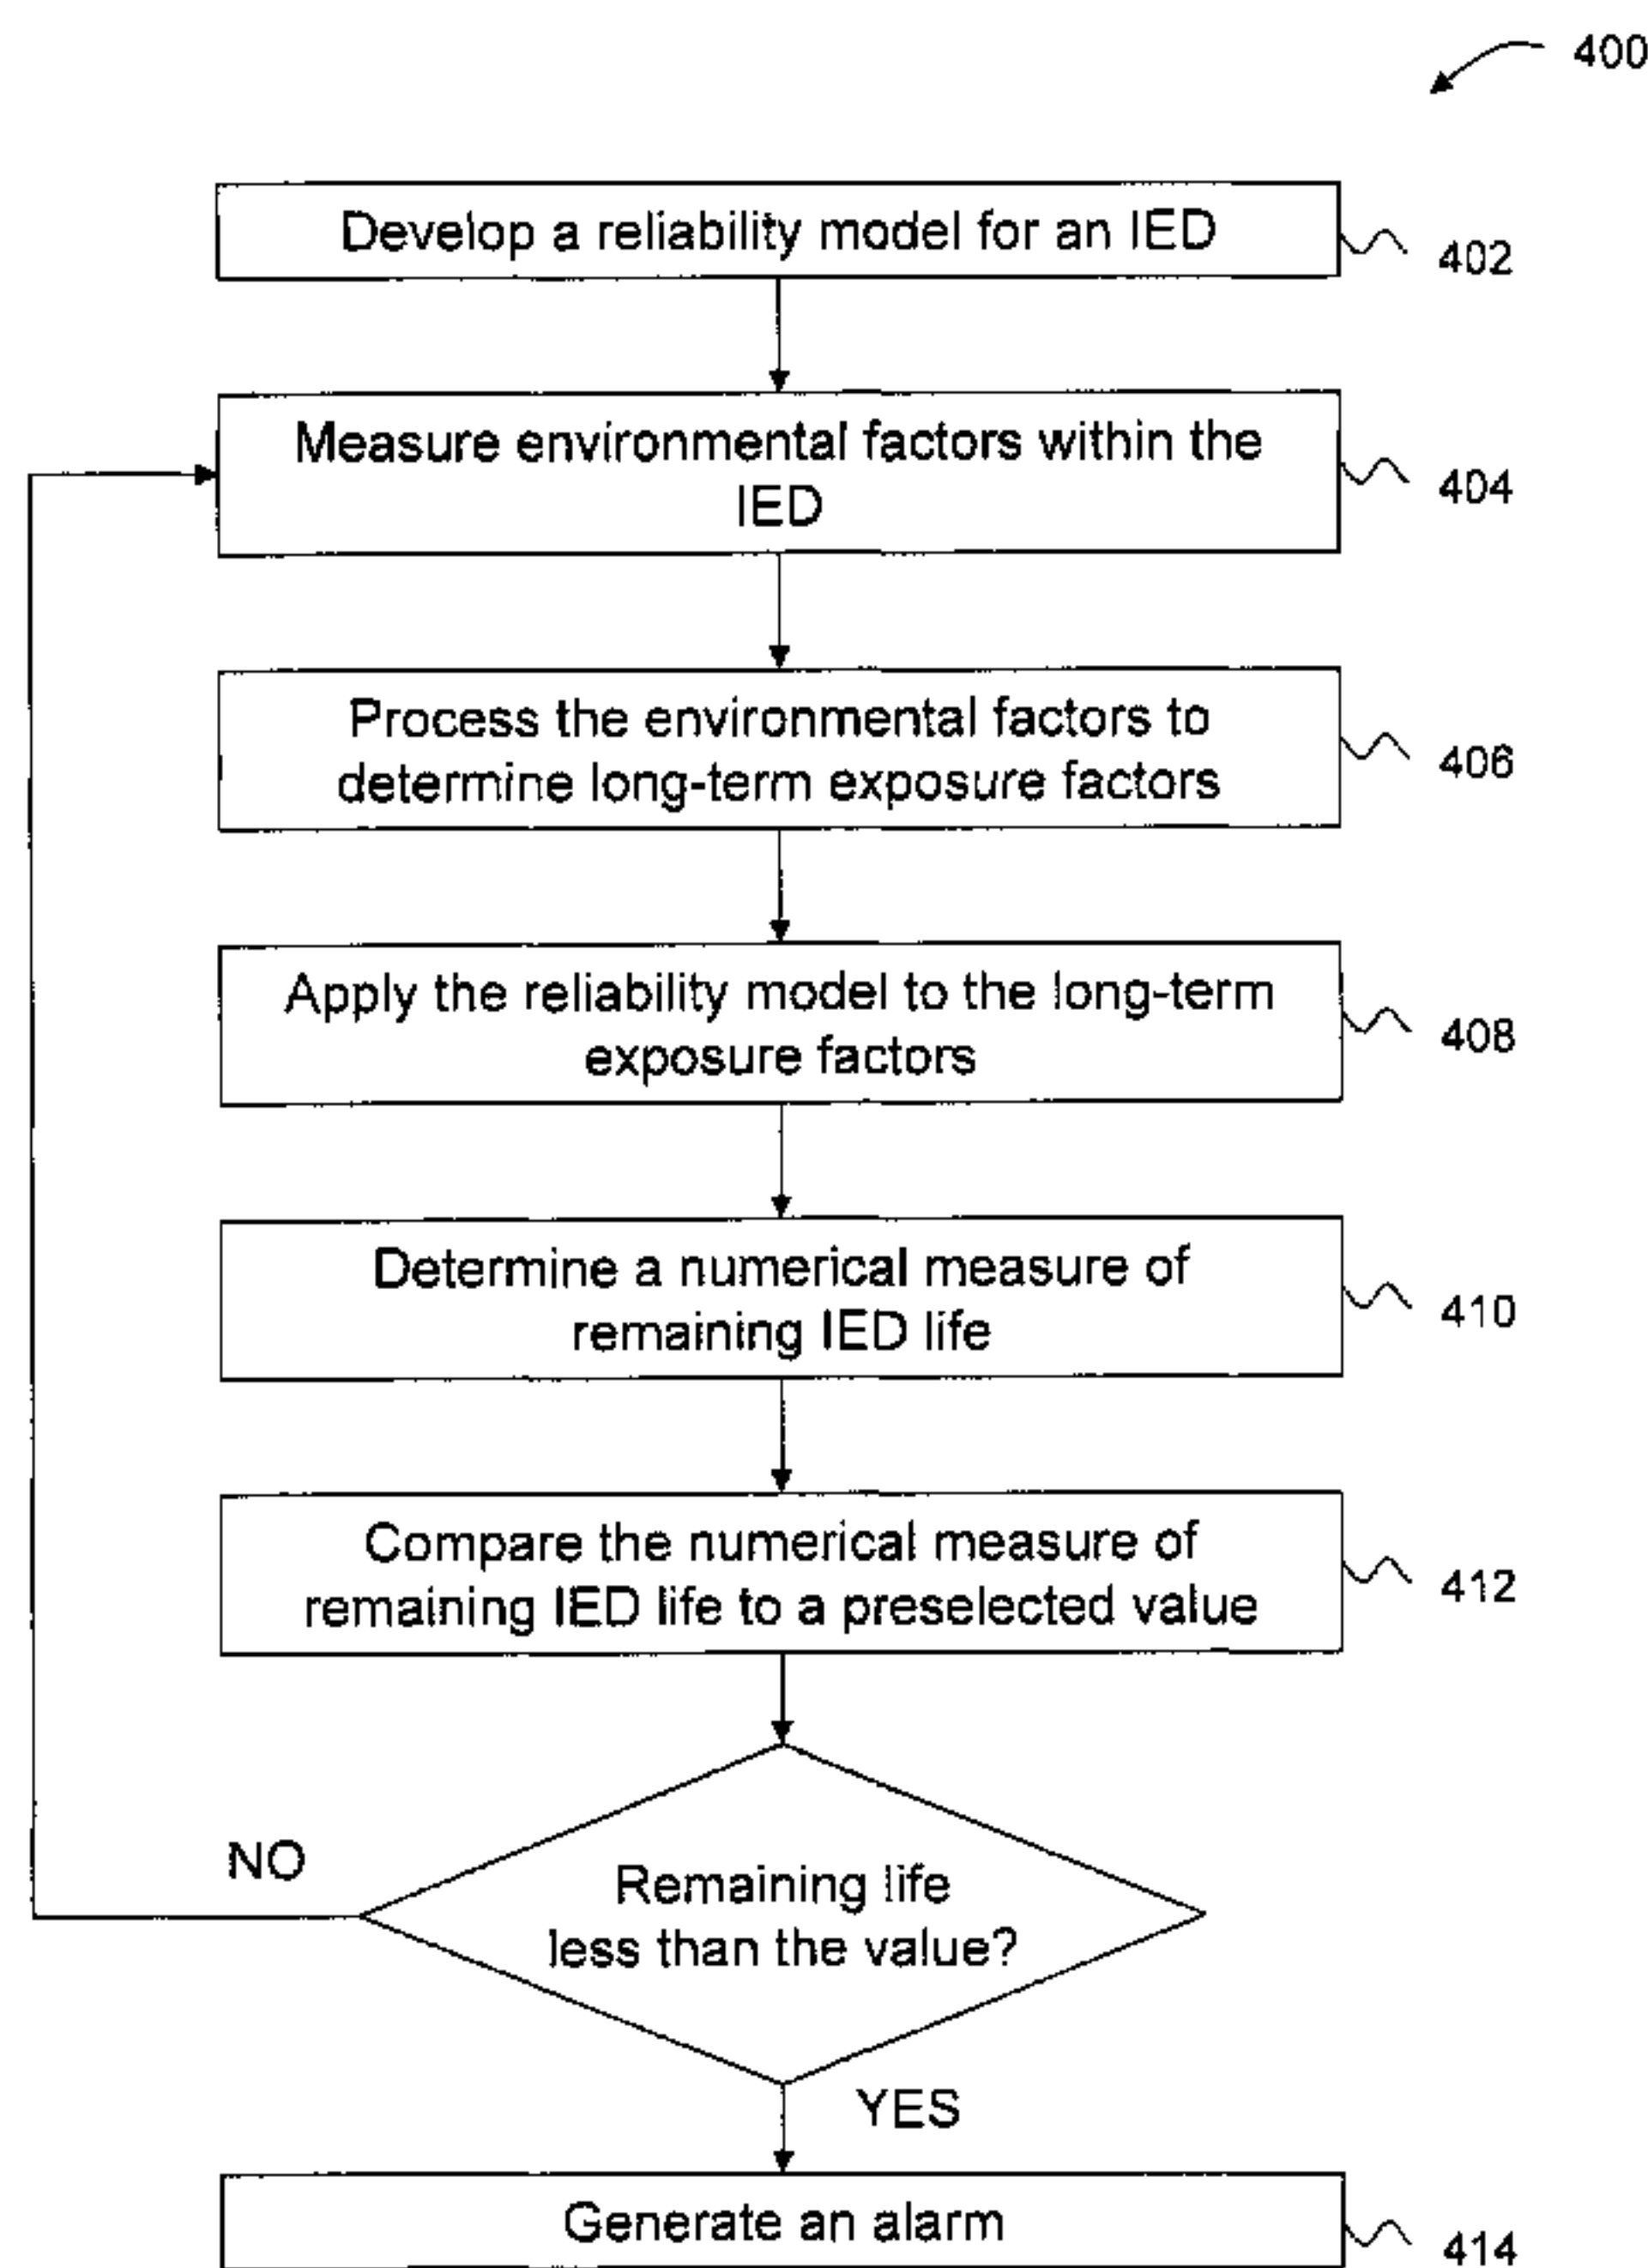 400
Develop a reliability model for an IED
402
Measure environmental factors within the
IED
404
Process the environmental factors to
determine long-term exposure factors
406
Apply the reliability model to the long-term
exposure factors
408
Determine a numerical measure of
remaining IED life
410
Compare the numerical measure of
remaining IED life to a preselected value
412
NO
Remaining life
less than the value?
YES
Generate an alarm
414